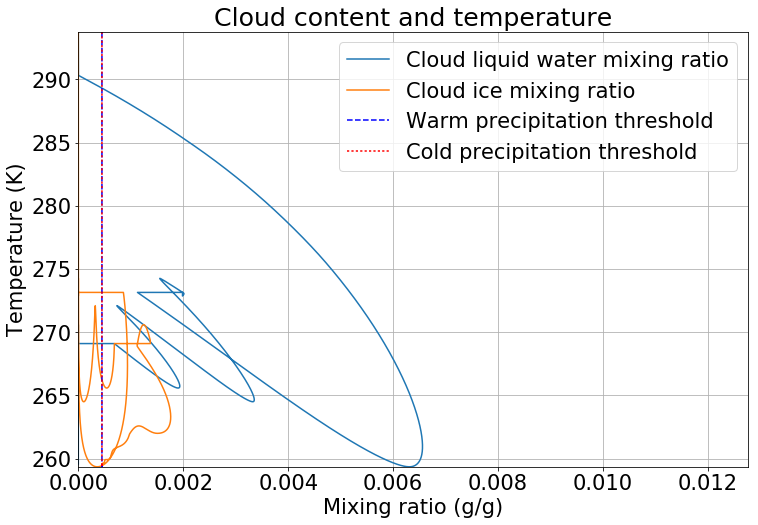 Cloud content and temperature
Cloud liquid water mixing ratio
Cloud ice mixing ratio
Warm precipitation threshold
Cold precipitation threshold
Temperature (K)
290
285
280
275
270
265
260
0.000 0.002 0.004 0.006 0.008 0.010 0.012
Mixing ratio (g/g)